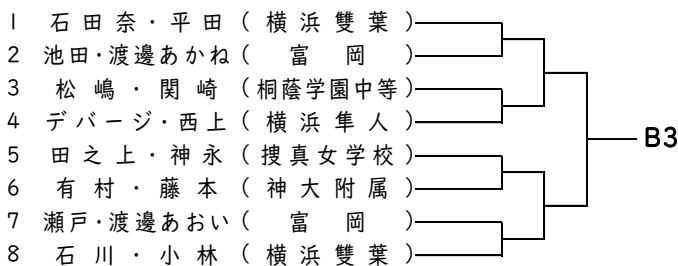 1 石田奈・平田(横浜雙葉)
2 池田・渡邊あかね(富岡)
3 松嶋・関崎(桐蔭学園中等)
4 デバージ・西上(横浜隼人)
B3
5 田之上・神永(捜真女学校)
6 有村・藤本(神大附属)
7 瀬戸・渡邊あおい(富岡)
8 石川・小林(横浜雙葉)